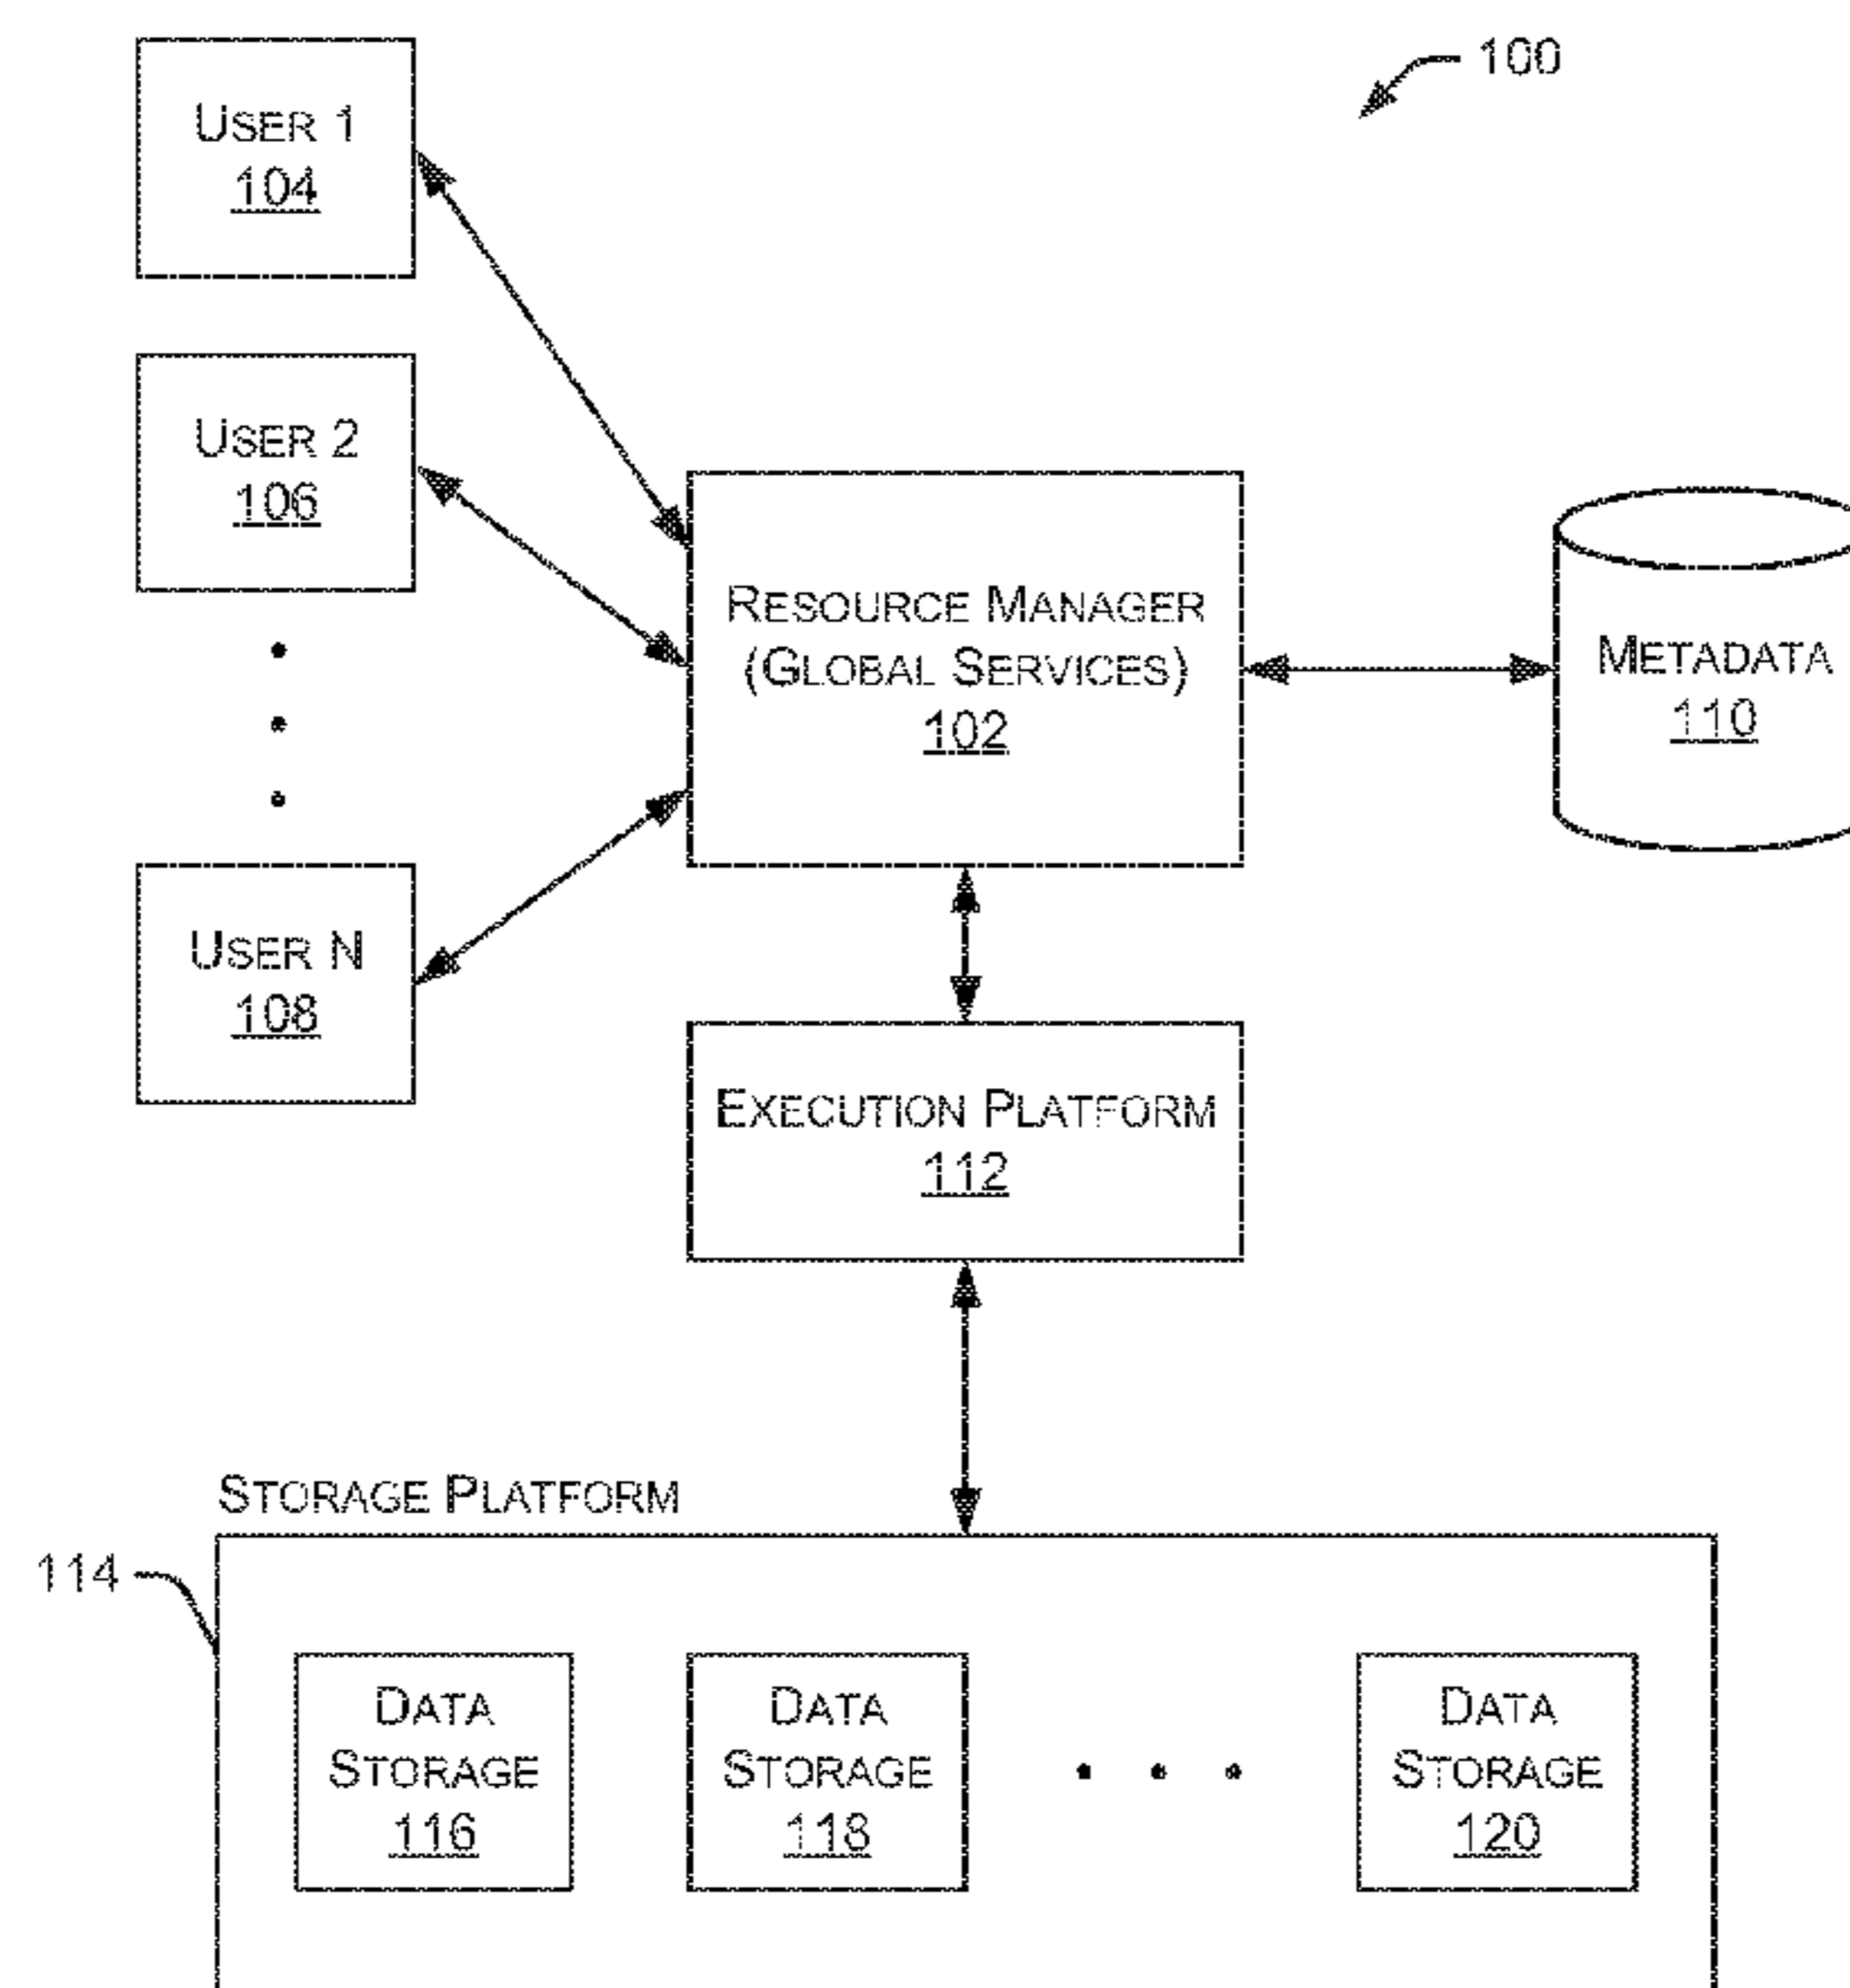 100
USER 1
104
USER 2
106
RESOURCE MANAGER
(GLOBAL SERVICES)
102
METADATA
110
USER N
108
EXECUTION PLATFORM
112
STORAGE PLATFORM
114
DATA
STORAGE
116
DATA
STORAGE
118
DATA
STORAGE
120